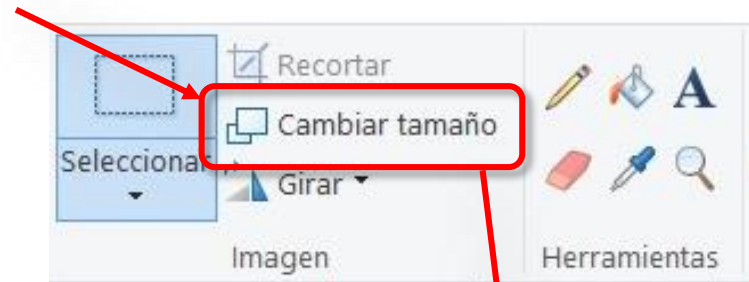 Recortar
Cambiar tamaño
Seleccionar
Girar
Imagen
Herramientas
A